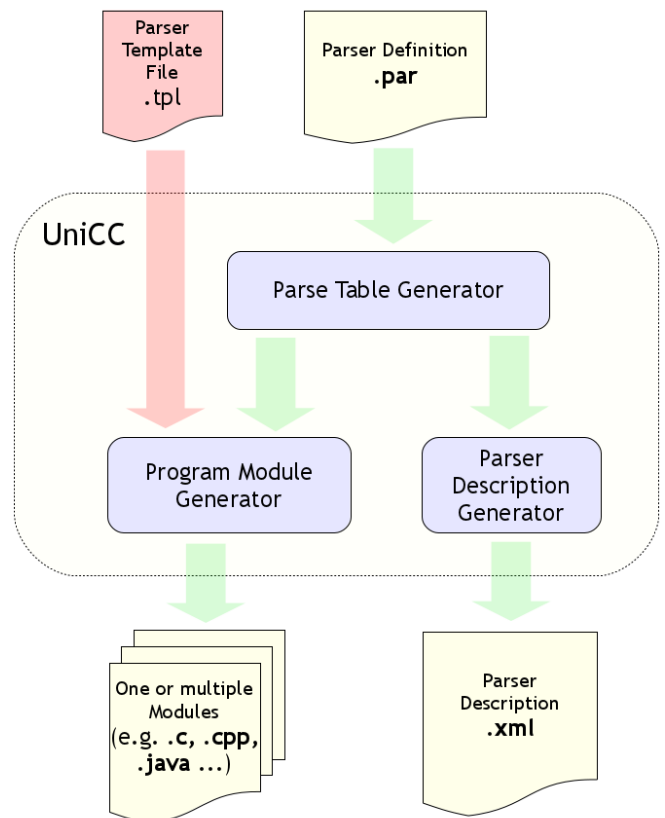 Parser
Template
File
.tpl
Parser Definition
.par
UniCC
Parse Table Generator
Program Module
Generator
Parser
Description
Generator
One or multiple
Modules
(e.g. .c, .cpp,
.java ...)
Parser
Description
.xml